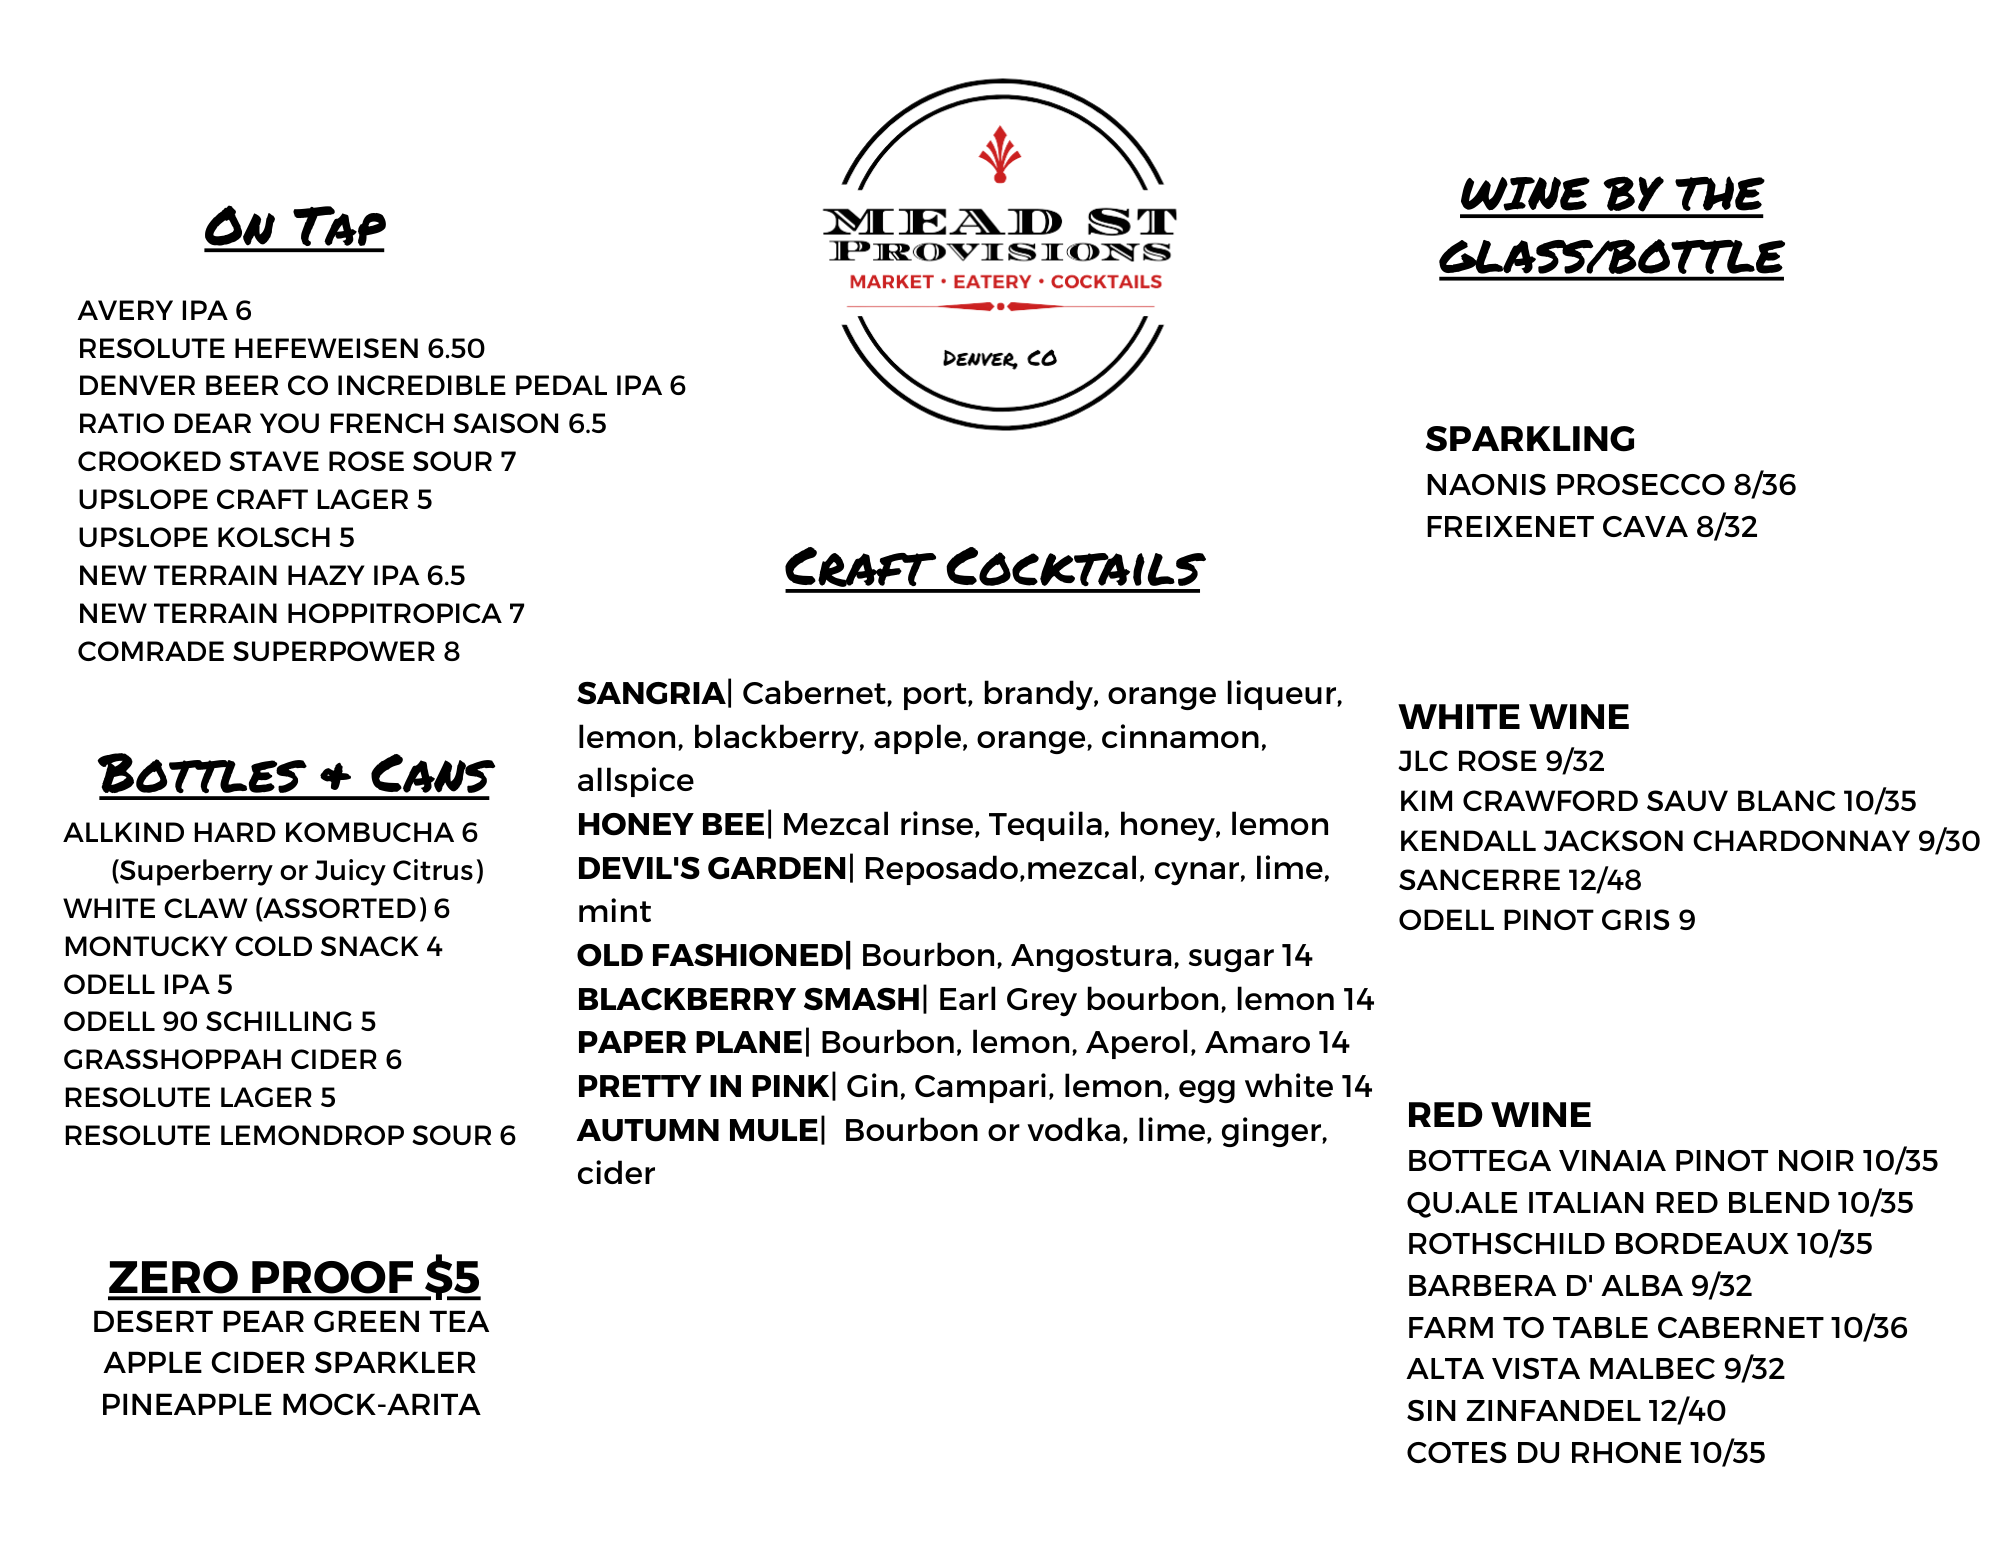 On Tap
AVERY IPA 6
RESOLUTE HEFEWEISEN 6.50
DENVER BEER CO INCREDIBLE PEDAL IPA 6
RATIO DEAR YOU FRENCH SAISON 6.5
CROOKED STAVE ROSE SOUR 7
UPSLOPE CRAFT LAGER 5
UPSLOPE KOLSCH 5
NEW TERRAIN HAZY IPA 6.5
NEW TERRAIN HOPPITROPICA 7
COMRADE SUPERPOWER 8
Bottles & Cans
ALLKIND HARD KOMBUCHA 6
(Superberry or Juicy Citrus)
WHITE CLAW (ASSORTED) 6
MONTUCKY COLD SNACK 4
ODELL IPA 5
ODELL 90 SCHILLING 5
GRASSHOPPAH CIDER 6
RESOLUTE LAGER 5
RESOLUTE LEMONDROP SOUR 6
ZERO PROOF $5
DESERT PEAR GREEN TEA
APPLE CIDER SPARKLER
PINEAPPLE MOCK-ARITA
MEAD ST
PROVISIONS
MARKET • EATERY • COCKTAILS
Denver, CO
Craft Cocktails
SANGRIA| Cabernet, port, brandy, orange liqueur,
lemon, blackberry, apple, orange, cinnamon,
allspice
HONEY BEE| Mezcal rinse, Tequila, honey, lemon
DEVIL'S GARDEN| Reposado,mezcal, cynar, lime,
mint
OLD FASHIONED| Bourbon, Angostura, sugar 14
BLACKBERRY SMASH| Earl Grey bourbon, lemon 14
PAPER PLANE| Bourbon, lemon, Aperol, Amaro 14
PRETTY IN PINK| Gin, Campari, lemon, egg white 14
AUTUMN MULE| Bourbon or vodka, lime, ginger,
cider
WINE BY THE
GLASS/BOTTLE
SPARKLING
NAONIS PROSECCO 8/36
FREIXENET CAVA 8/32
WHITE WINE
JLC ROSE 9/32
KIM CRAWFORD SAUV BLANC 10/35
KENDALL JACKSON CHARDONNAY 9/30
SANCERRE 12/48
ODELL PINOT GRIS 9
RED WINE
BOTTEGA VINAIA PINOT NOIR 10/35
QU.ALE ITALIAN RED BLEND 10/35
ROTHSCHILD BORDEAUX 10/35
BARBERA D' ALBA 9/32
FARM TO TABLE CABERNET 10/36
ALTA VISTA MALBEC 9/32
SIN ZINFANDEL 12/40
COTES DU RHONE 10/35